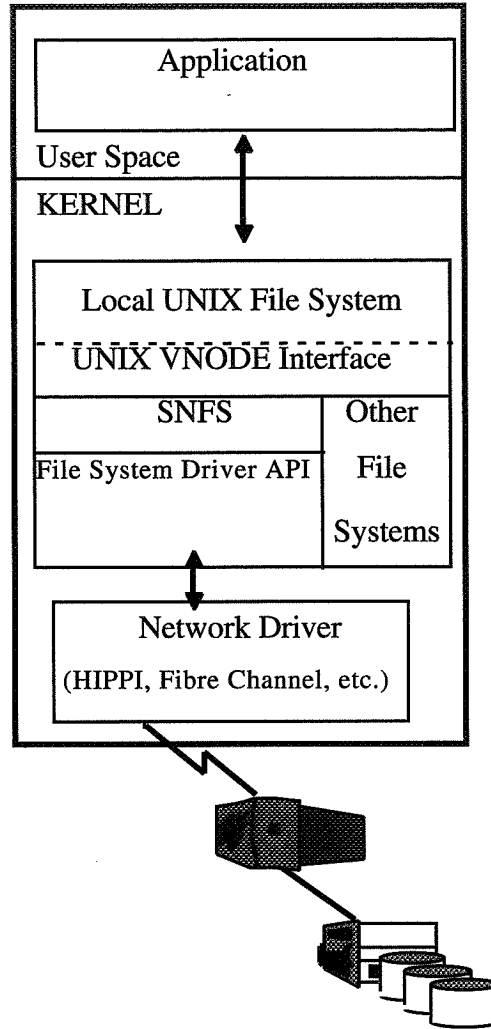 Application
User Space
KERNEL
Local UNIX File System
UNIX VNODE Interface
SNFS
Other
File System Driver API
File
Systems
Network Driver
(HIPPI, Fibre Channel, etc.)